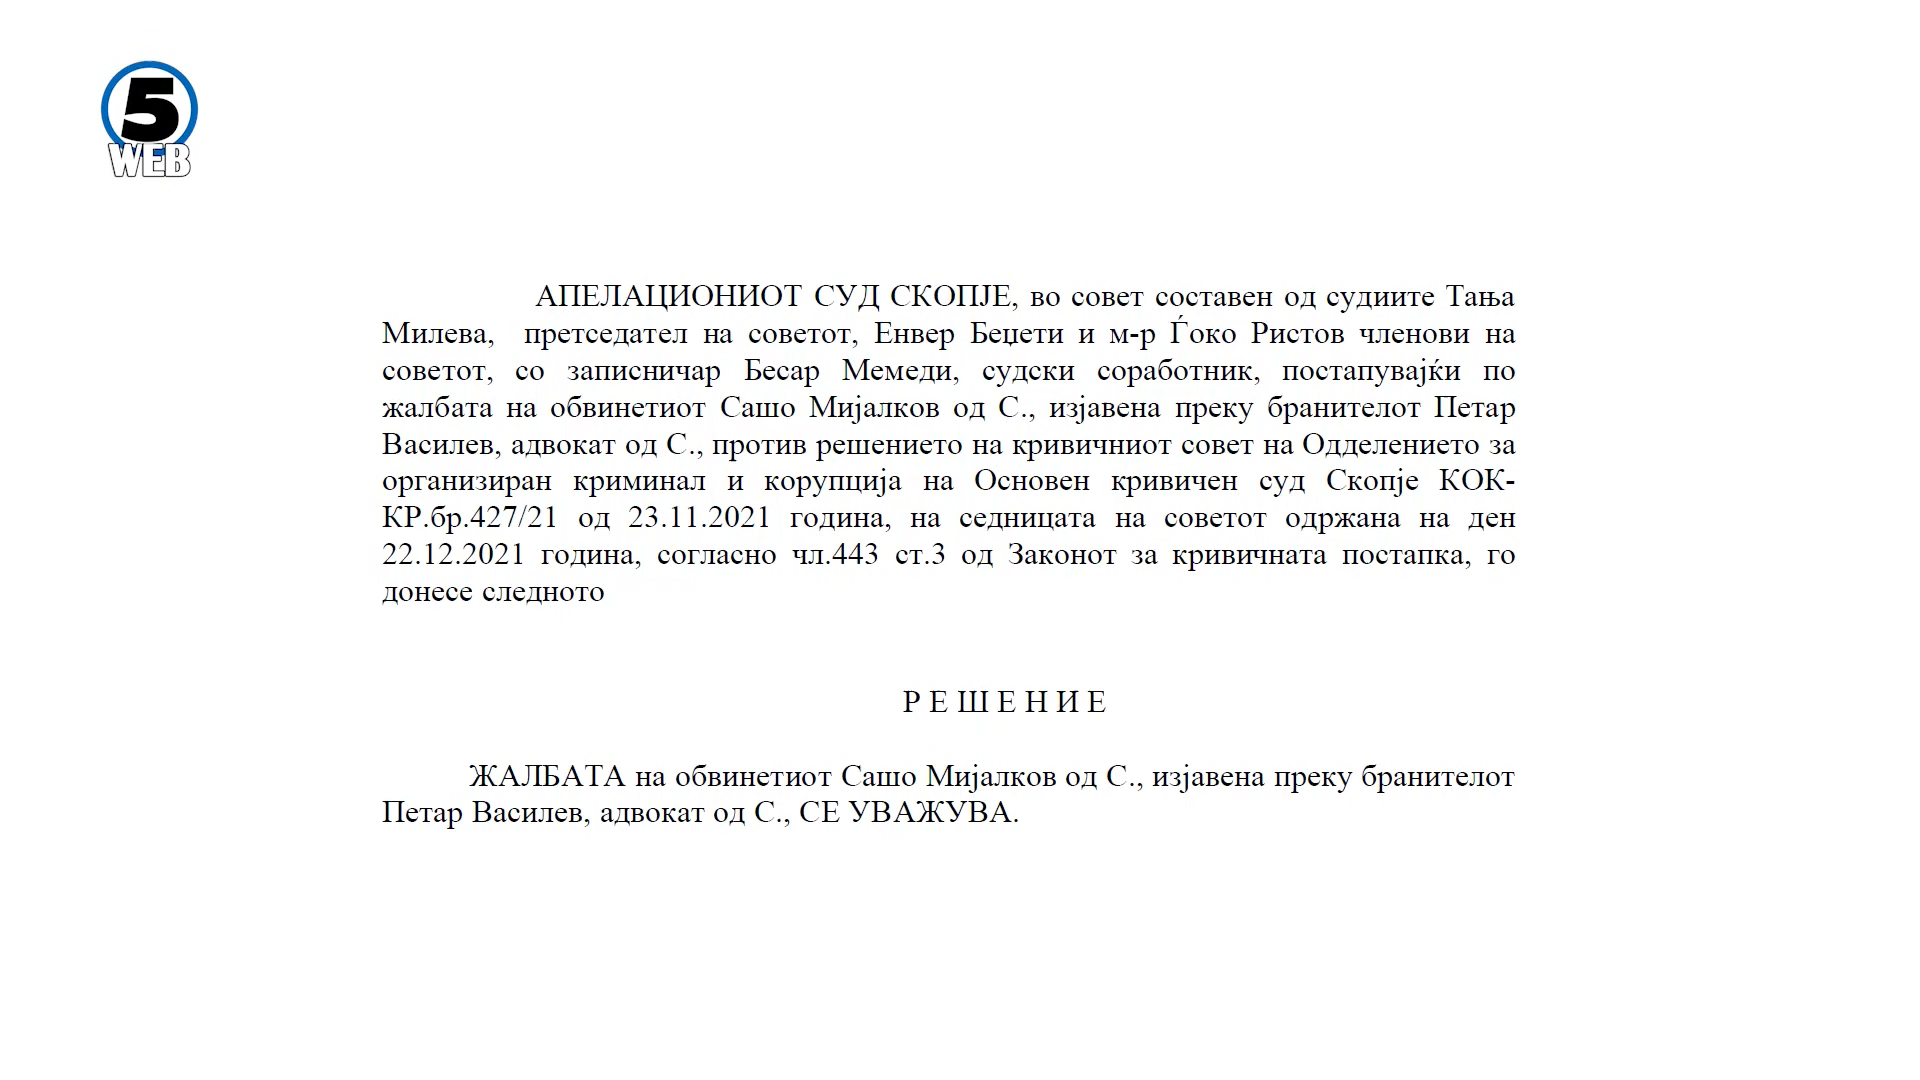 5
WEB
АПЕЛАЦИОНИОТ СУД СКОПЈЕ, во совет составен од судиите Тања
Милева, претседател на советот, Енвер Беџети и м-р Ѓоко Ристов членови на
советот, со записничар Бесар Мемеди, судски соработник, постапувајќи по
жалбата на обвинетиот Сашо Мијалков од С., изјавена преку бранителот Петар
Василев, адвокат од С., против решението на кривичниот совет на Одделението за
организиран криминал и корупција на Основен кривичен суд Скопје КОК-
КР.бр.427/21 од 23.11.2021 година, на седницата на советот одржана на ден
22.12.2021 година, согласно чл.443 ст.3 од Законот за кривичната постапка, го
донесе следното
Р Е Ш Е Н И Е
ЖАЛБАТА на обвинетиот Сашо Мијалков од С., изјавена преку бранителот
Петар Василев, адвокат од С., СЕ УВАЖУВА.